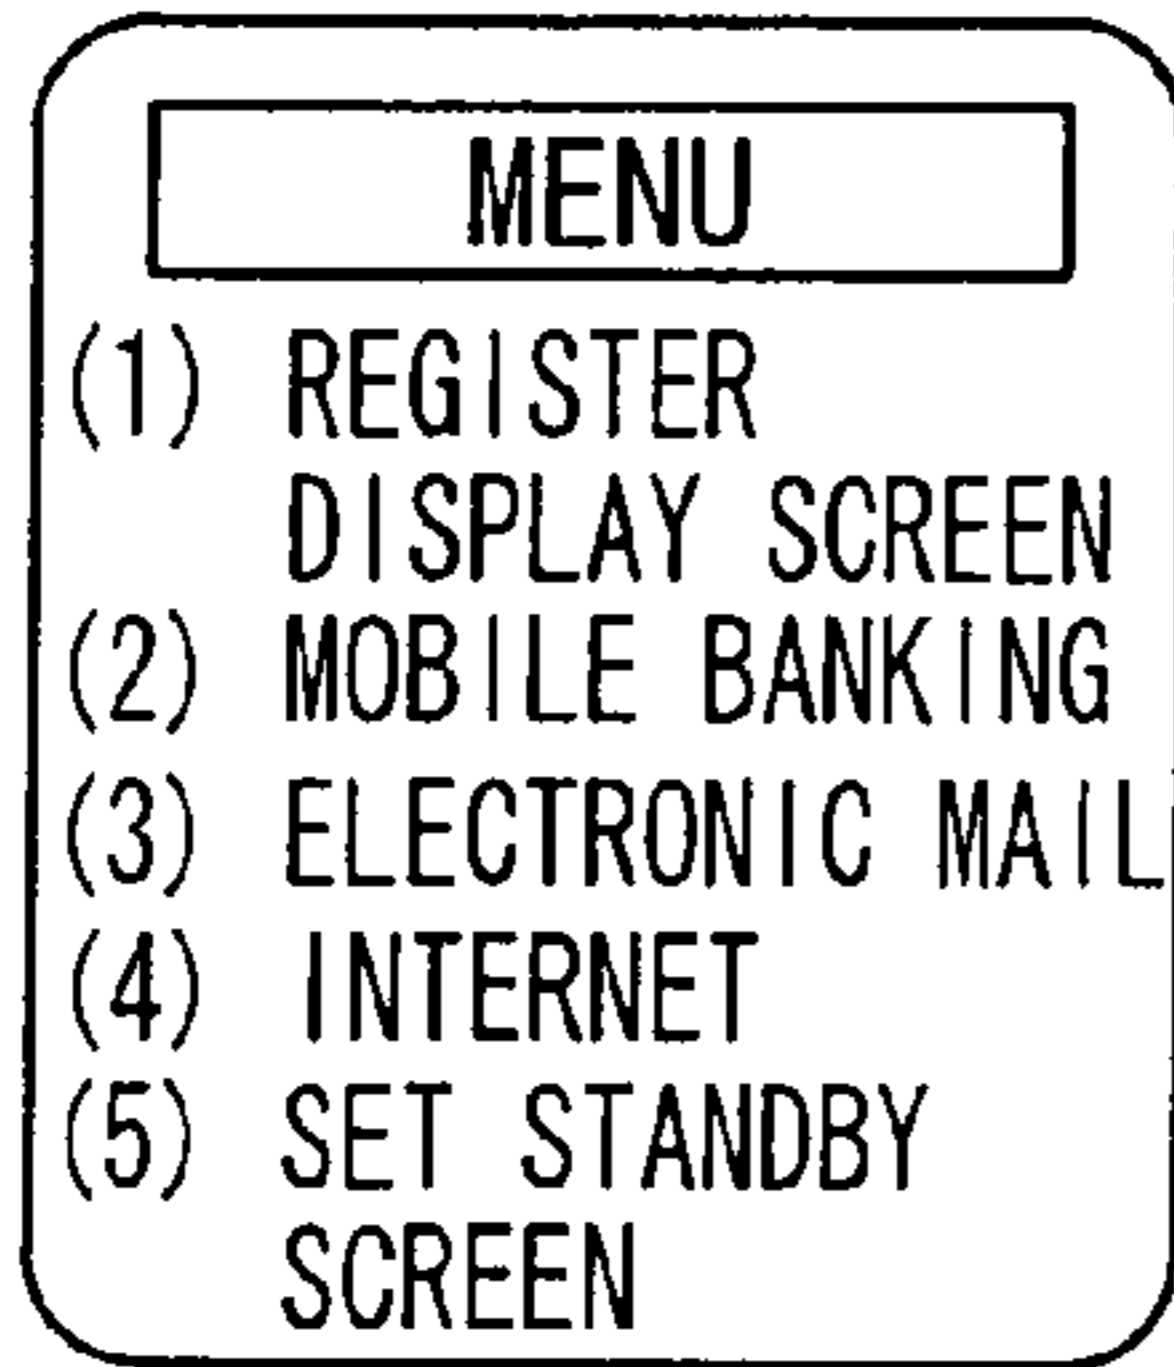 MENU
(1) REGISTER
DISPLAY SCREEN
(2) MOBILE BANKING
(3) ELECTRONIC MAIL
(4) INTERNET
(5) SET STANDBY
SCREEN